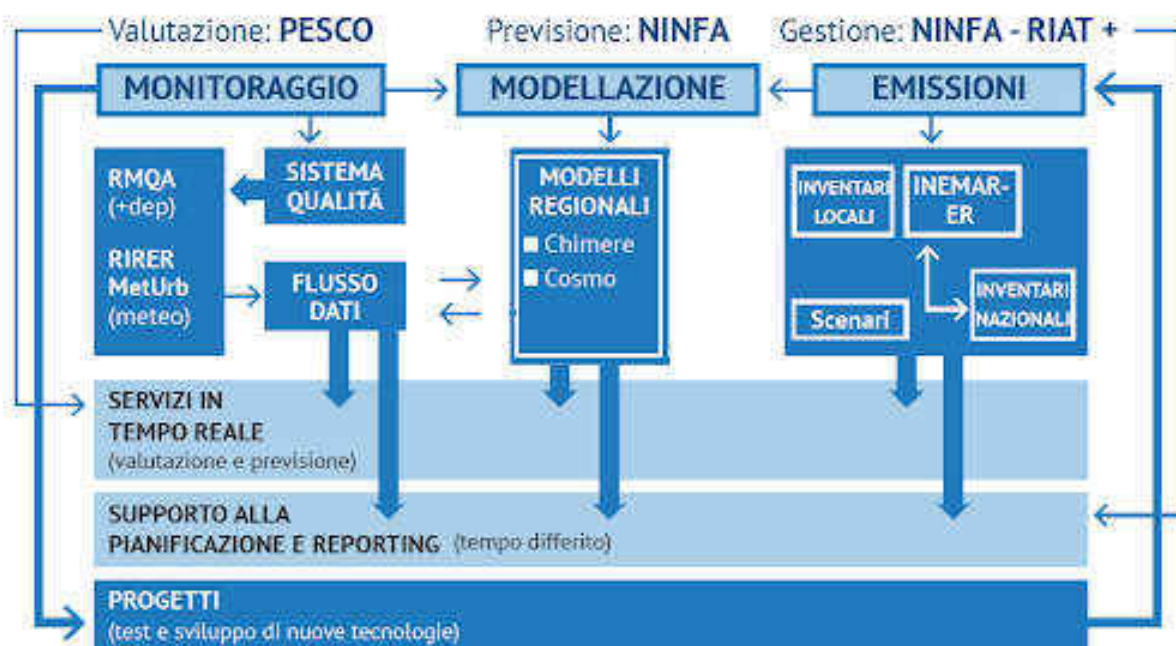 Valutazione: PESCO
Previsione: NINFA
Gestione: NINFA - RIAT +
MONITORAGGIO
MODELLAZIONE
EMISSIONI
RMQA
(+dep)
RIRER
MetUrb
(meteo)
SISTEMA
QUALITÀ
FLUSSO
DATI
MODELLI
REGIONALI
Chimere
Cosmo
INVENTARI
LOCALI
INEMAR-
ER
Scenari
INVENTARI
NAZIONALI
SERVIZI IN
TEMPO REALE
(valutazione e previsione)
SUPPORTO ALLA
PIANIFICAZIONE E REPORTING (tempo differito)
PROGETTI
(test e sviluppo di nuove tecnologie)